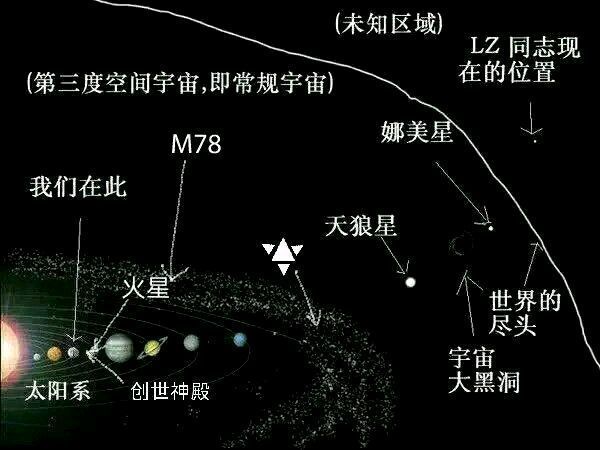 (未知区域)
LZ 同志现
在的位置
(第三度空间宇宙,即常规宇宙)
M78
娜美星
我们在此
天狼星
火星
世界的
尽头
宇宙
大黑洞
太阳系
创世神殿